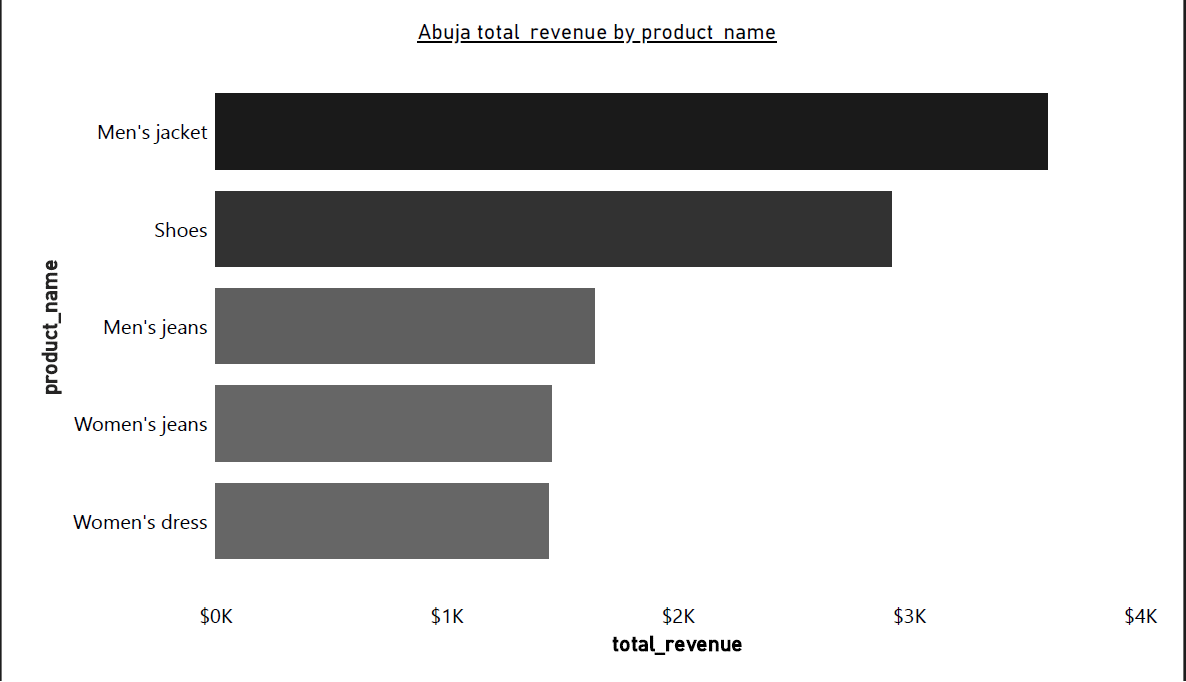 Abuja total_revenue by product_name
Men's jacket
Shoes
Men's jeans
Women's jeans
Women's dress
product_name
$0K $1K $2K $3K $4K
total_revenue